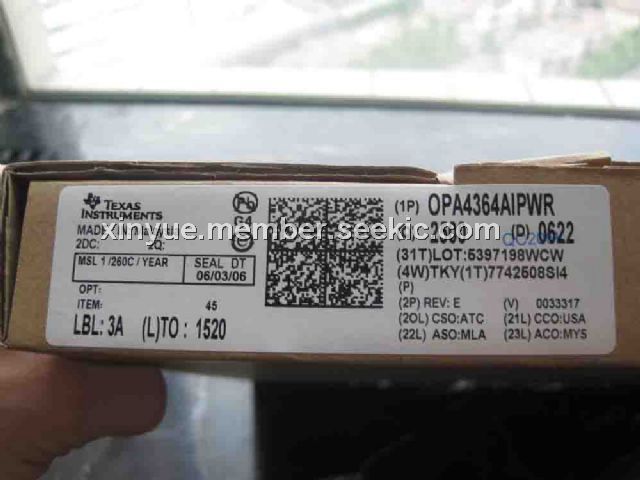 TEXAS
INSTRUMENTS
2DC:
MSL 1 /260C / YEAR
SEAL DT
06/03/06
OPT:
ITEM: 45
LBL: 3A (L)TO : 1520
Pb
G4
(1P) OPA4364AIPWR
(D) 0622
(31T)LOT:5397198WCW
(4W)TKY(1T)7742508SI4
(P)
(2P) REV: E (V) 0033317
(20L) CSO:ATC (21L) CCO:USA
(22L) ASO:MLA (23L) ACO:MYS
xinyue.member.seekic.com